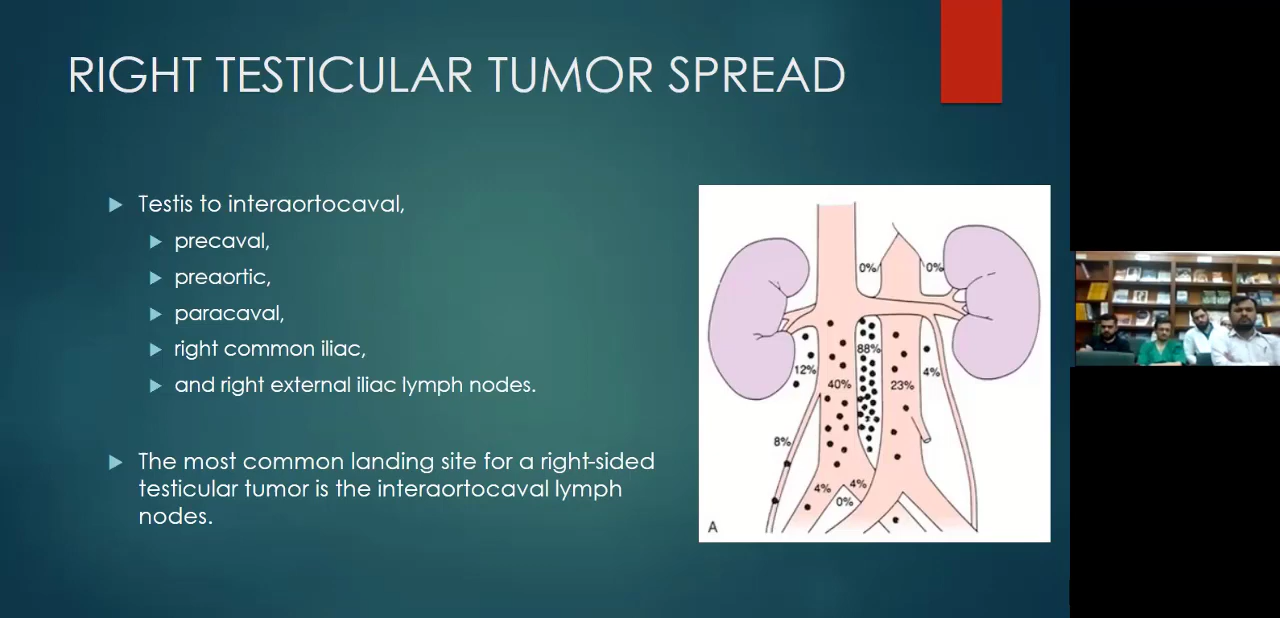 RIGHT TESTICULAR TUMOR SPREAD
Testis to interaortocaval,
precaval,
preaortic,
paracaval,
right common iliac,
and right external iliac lymph nodes.
The most common landing site for a right-sided
testicular tumor is the interaortocaval lymph
nodes.
0%
0%
88%
12%
40%
23%
4%
8%
4%
4%
0%
A